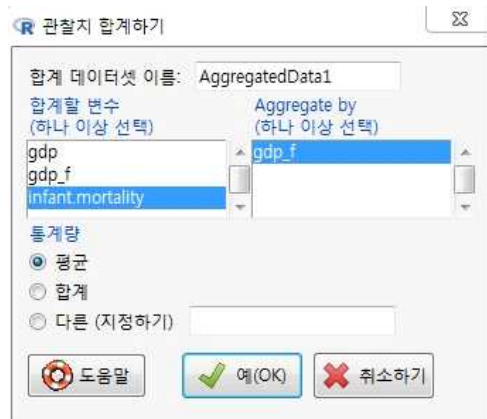 관찰치 합계하기
합계 데이터셋 이름: AggregatedData1
합계할 변수
(하나 이상 선택)
Aggregate by
(하나 이상 선택)
gdp
gdp_f
infant.mortality
gdp_f
통계량
평균
합계
다른 (지정하기)
도움말
예(OK)
취소하기